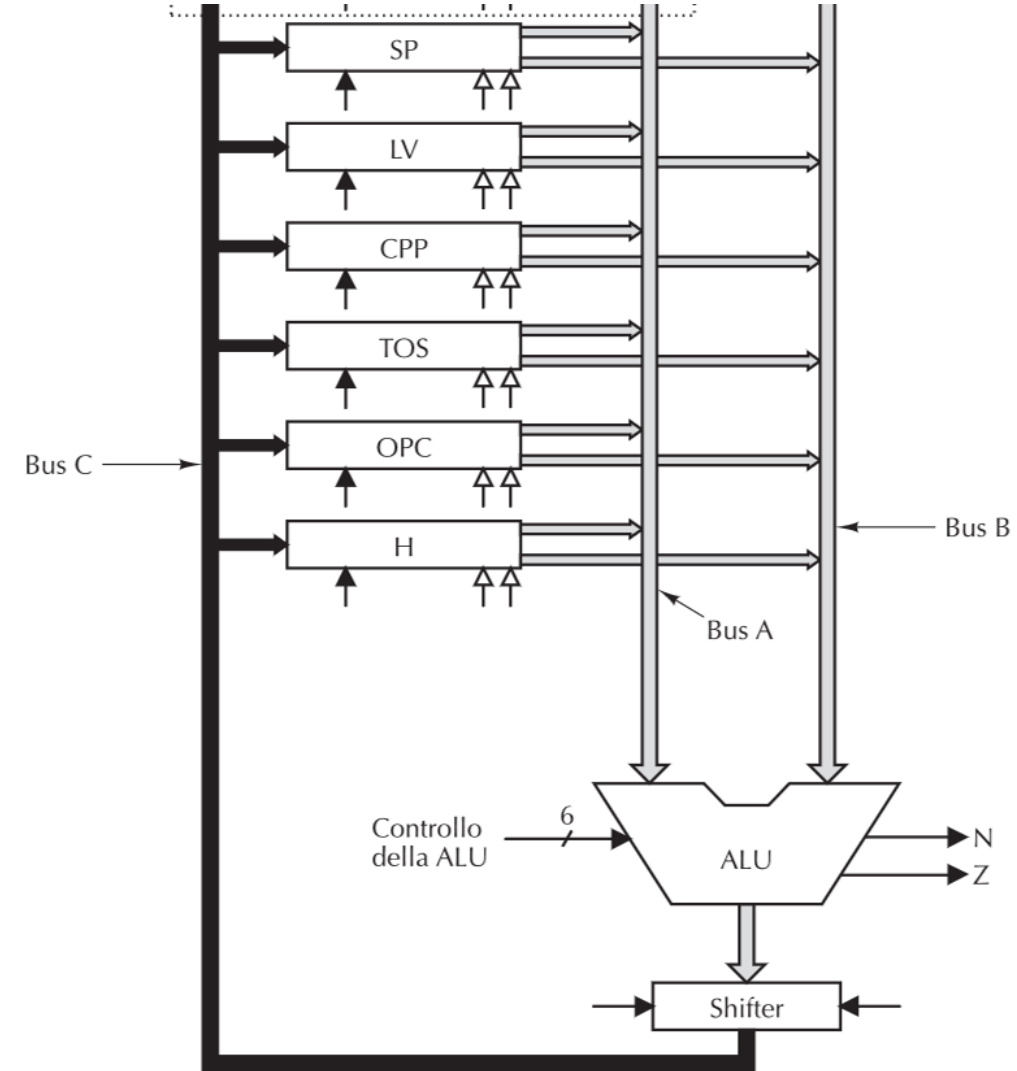 SP
LV
CPP
TOS
OPC
Bus C
H
Bus B
Bus A
6
Controllo
della ALU
ALU
N
Z
Shifter